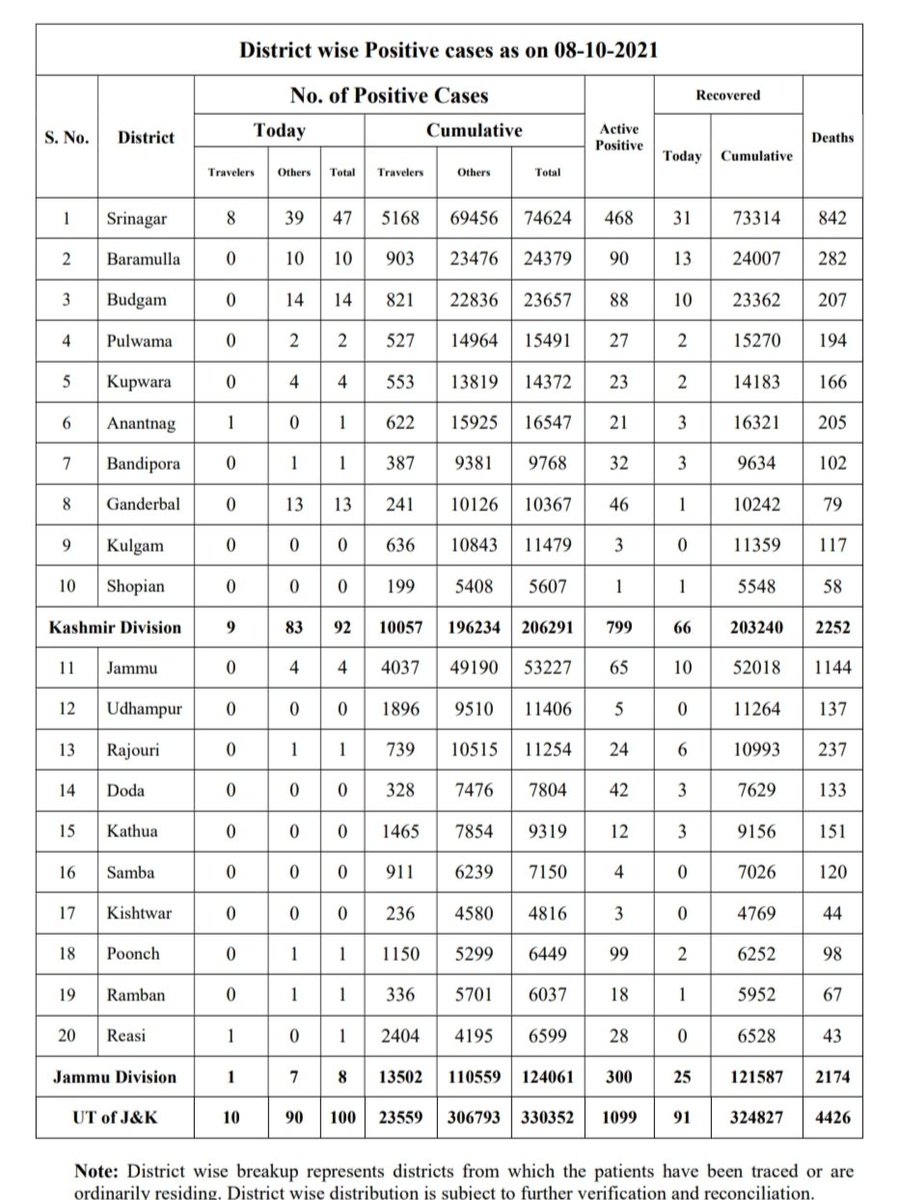 District wise Positive cases as on 08-10-2021
S. No. District No. of Positive Cases Active Positive Recovered Deaths
Today Cumulative Today Cumulative
Travelers Others Total Travelers Others Total
1 Srinagar 8 39 47 5168 69456 74624 468 31 73314 842
2 Baramulla 0 10 10 903 23476 24379 90 13 24007 282
3 Budgam 0 14 14 821 22836 23657 88 10 23362 207
4 Pulwama 0 2 2 527 14964 15491 27 2 15270 194
5 Kupwara 0 4 4 553 13819 14372 23 2 14183 166
6 Anantnag 1 0 1 622 15925 16547 21 3 16321 205
7 Bandipora 0 1 1 387 9381 9768 32 3 9634 102
8 Ganderbal 0 13 13 241 10126 10367 46 1 10242 79
9 Kulgam 0 0 0 636 10843 11479 3 0 11359 117
10 Shopian 0 0 0 199 5408 5607 1 1 5548 58
Kashmir Division 9 83 92 10057 196234 206291 799 66 203240 2252
11 Jammu 0 4 4 4037 49190 53227 65 10 52018 1144
12 Udhampur 0 0 0 1896 9510 11406 5 0 11264 137
13 Rajouri 0 1 1 739 10515 11254 24 6 10993 237
14 Doda 0 0 0 328 7476 7804 42 3 7629 133
15 Kathua 0 0 0 1465 7854 9319 12 3 9156 151
16 Samba 0 0 0 911 6239 7150 4 0 7026 120
17 Kishtwar 0 0 0 236 4580 4816 3 0 4769 44
18 Poonch 0 1 1 1150 5299 6449 99 2 6252 98
19 Ramban 0 1 1 336 5701 6037 18 1 5952 67
20 Reasi 1 0 1 2404 4195 6599 28 0 6528 43
Jammu Division 1 7 8 13502 110559 124061 300 25 121587 2174
UT of J&K 10 90 100 23559 306793 330352 1099 91 324827 4426
Note: District wise breakup represents districts from which the patients have been traced or are
ordinarily residing. District wise distribution is subject to further verification and reconciliation.